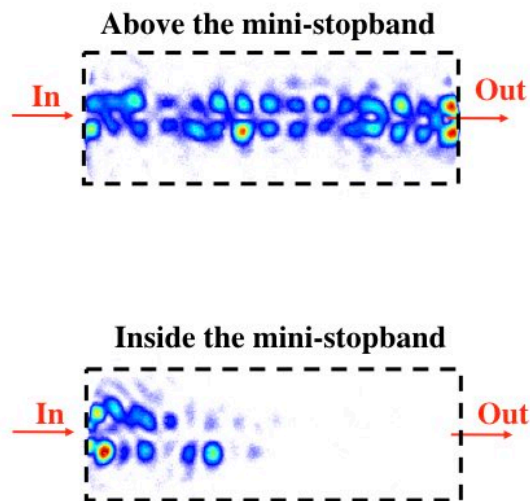 Above the mini-stopband
In
Out
Inside the mini-stopband
In
Out